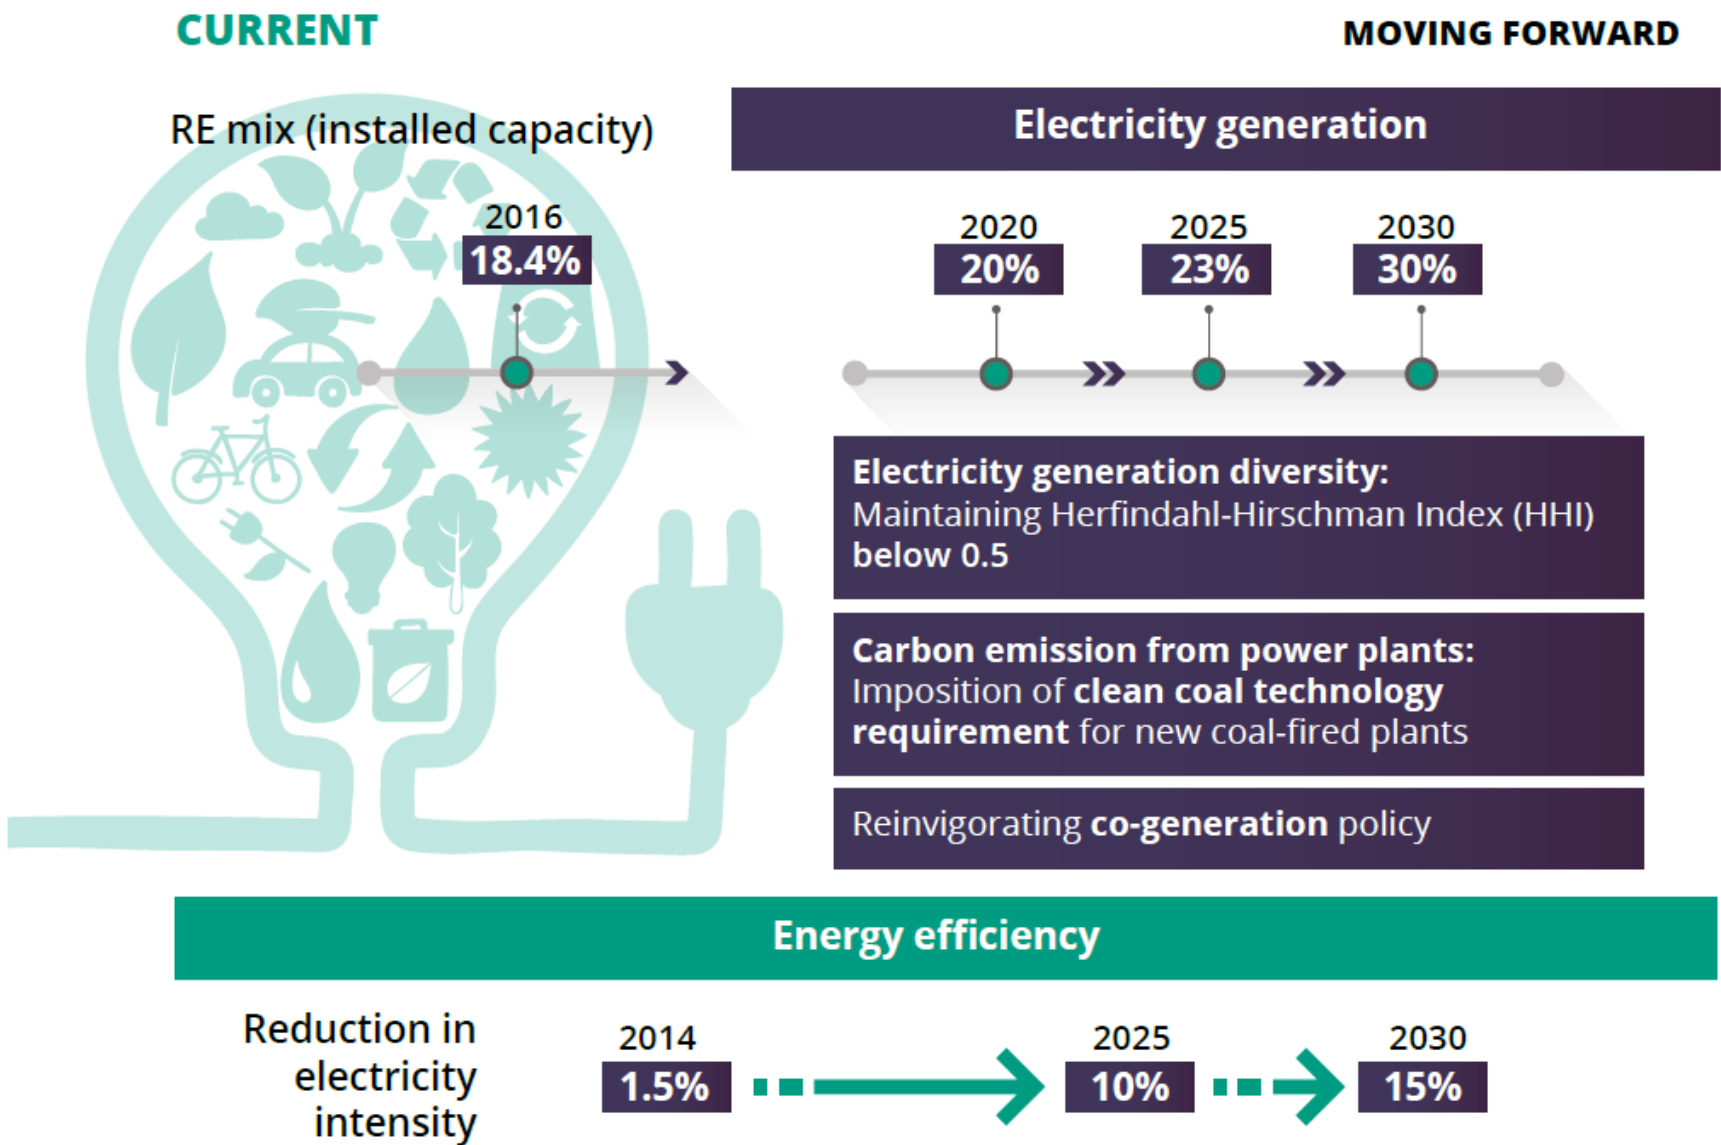 CURRENT
MOVING FORWARD
RE mix (installed capacity)
2016
18.4%
Electricity generation
2020
20%
2025
23%
2030
30%
Electricity generation diversity:
Maintaining Herfindahl-Hirschman Index (HHI)
below 0.5
Carbon emission from power plants:
Imposition of clean coal technology
requirement for new coal-fired plants
Reinvigorating co-generation policy
Energy efficiency
Reduction in
electricity
intensity
2014
1.5%
2025
10%
2030
15%